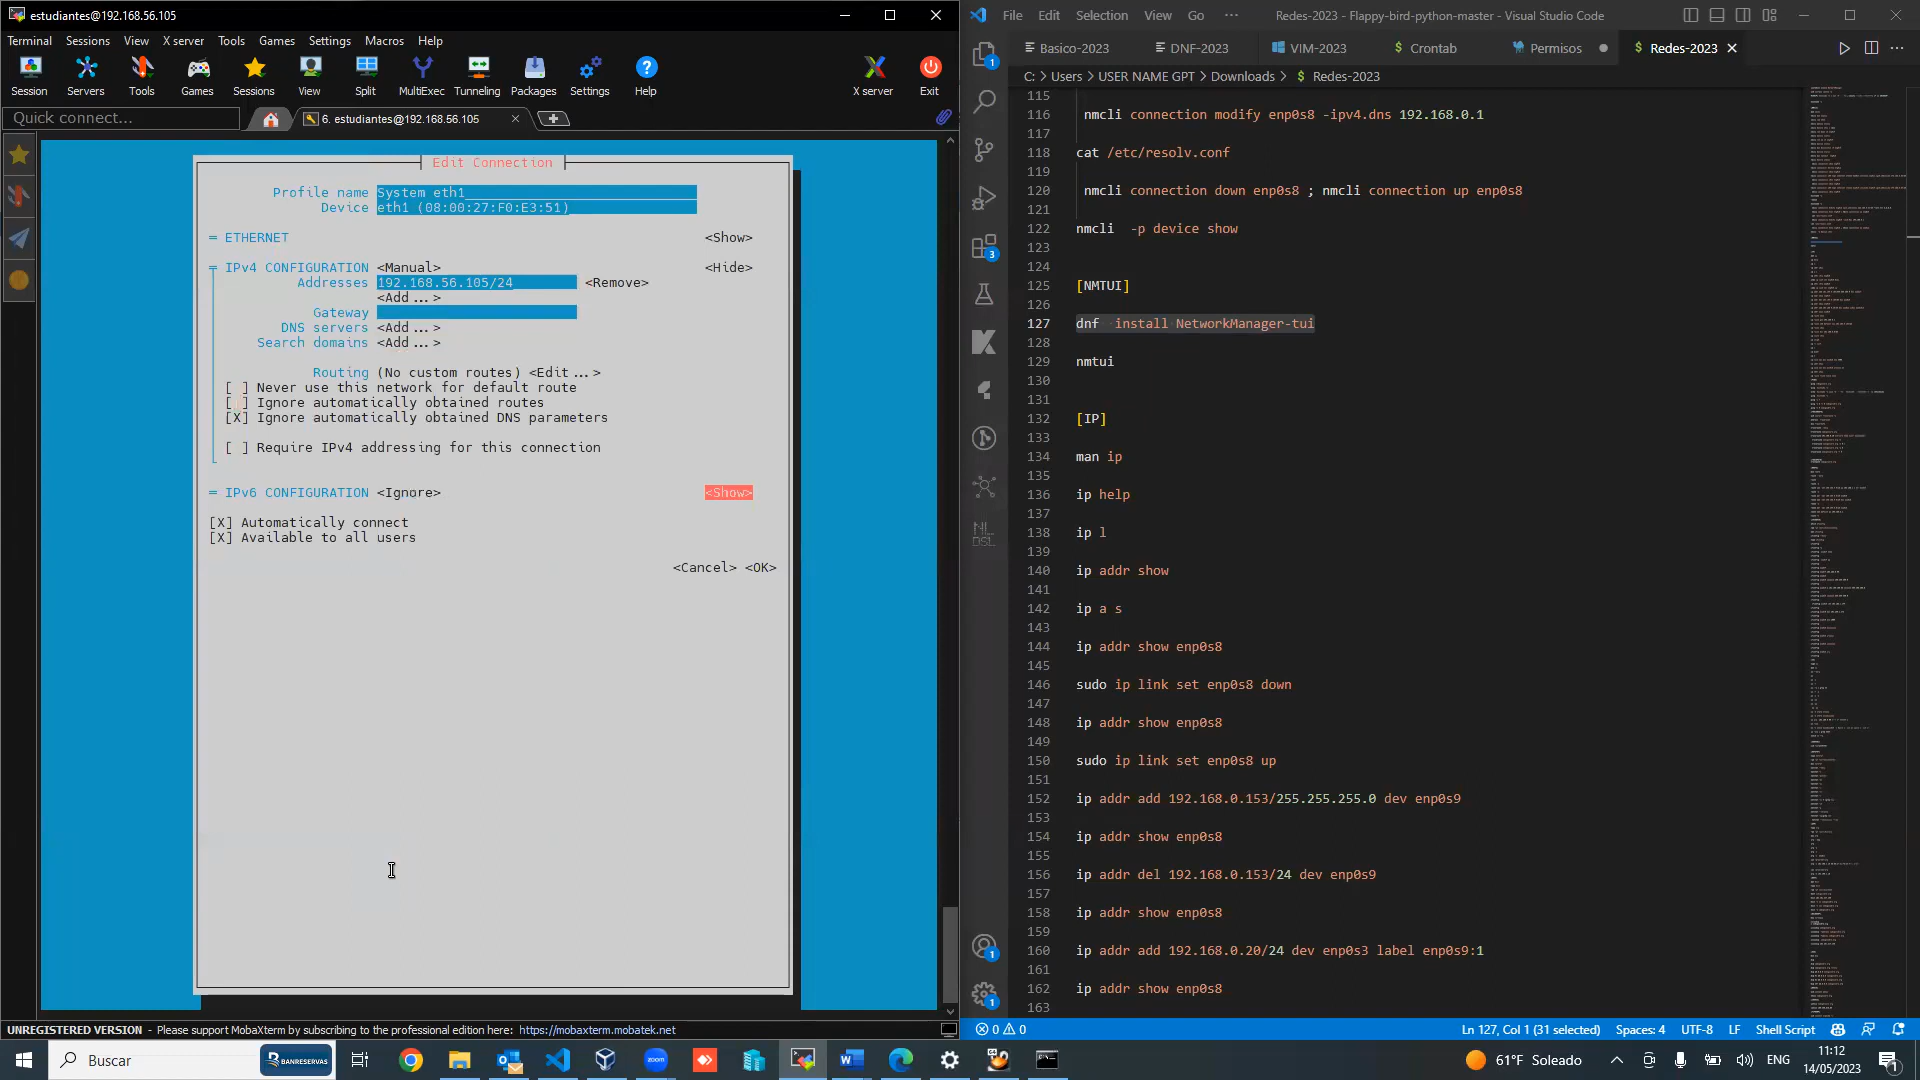 estudiantes@192.168.56.105
Terminal Sessions View X server Tools Games Settings Macros Help
Session Servers Tools Games Sessions View Split MultiExec Tunneling Packages Settings Help X server Exit
Quick connect...
6. estudiantes@192.168.56.105
Edit Connection
Profile name System eth1
Device eth1 (08:00:27:F0:E3:51)
= ETHERNET <Show>
IPv4 CONFIGURATION <Manual> <Hide>
Addresses 192.168.56.105/24 <Remove>
<Add...>
Gateway
DNS servers <Add...>
Search domains <Add...>
Routing (No custom routes) <Edit...>
[ ] Never use this network for default route
[ ] Ignore automatically obtained routes
[X] Ignore automatically obtained DNS parameters
[ ] Require IPv4 addressing for this connection
= IPv6 CONFIGURATION <Ignore> <Show>
[X] Automatically connect
[X] Available to all users
<Cancel> <OK>
UNREGISTERED VERSION - Please support MobaXterm by subscribing to the professional edition here: https://mobaxterm.mobatek.net
File Edit Selection View Go ... Redes-2023 - Flappy-bird-python-master - Visual Studio Code
Basico-2023 DNF-2023 VIM-2023 $ Crontab Permisos $ Redes-2023
C: > Users > USER NAME GPT > Downloads > $ Redes-2023
115
116 nmcli connection modify enp0s8 -ipv4.dns 192.168.0.1
117
118 cat /etc/resolv.conf
119
120 nmcli connection down enp0s8 ; nmcli connection up enp0s8
121
122 nmcli -p device show
123
124
125 [NMTUI]
126
127 dnf install NetworkManager-tui
128
129 nmtui
130
131
132 [IP]
133
134 man ip
135
136 ip help
137
138 ip l
139
140 ip addr show
141
142 ip a s
143
144 ip addr show enp0s8
145
146 sudo ip link set enp0s8 down
147
148 ip addr show enp0s8
149
150 sudo ip link set enp0s8 up
151
152 ip addr add 192.168.0.153/255.255.255.0 dev enp0s9
153
154 ip addr show enp0s8
155
156 ip addr del 192.168.0.153/24 dev enp0s9
157
158 ip addr show enp0s8
159
160 ip addr add 192.168.0.20/24 dev enp0s3 label enp0s9:1
161
162 ip addr show enp0s8
163
1
3
ML
DSL
1
1
0 0 Ln 127, Col 1 (31 selected) Spaces: 4 UTF-8 LF Shell Script
Buscar BANRESERVAS zoom 61°F Soleado ENG 11:12
14/05/2023 1